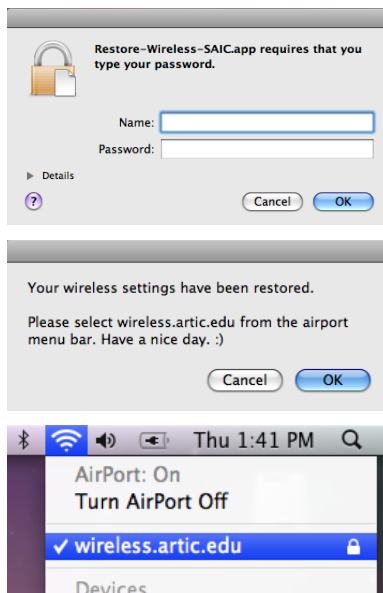 Restore-Wireless-SAIC.app requires that you
type your password.
Name:
Password:
Details
?
Cancel
OK
Your wireless settings have been restored.
Please select wireless.artic.edu from the airport
menu bar. Have a nice day. :)
Cancel
OK
Thu 1:41 PM
AirPort: On
Turn AirPort Off
✓ wireless.artic.edu
Devices